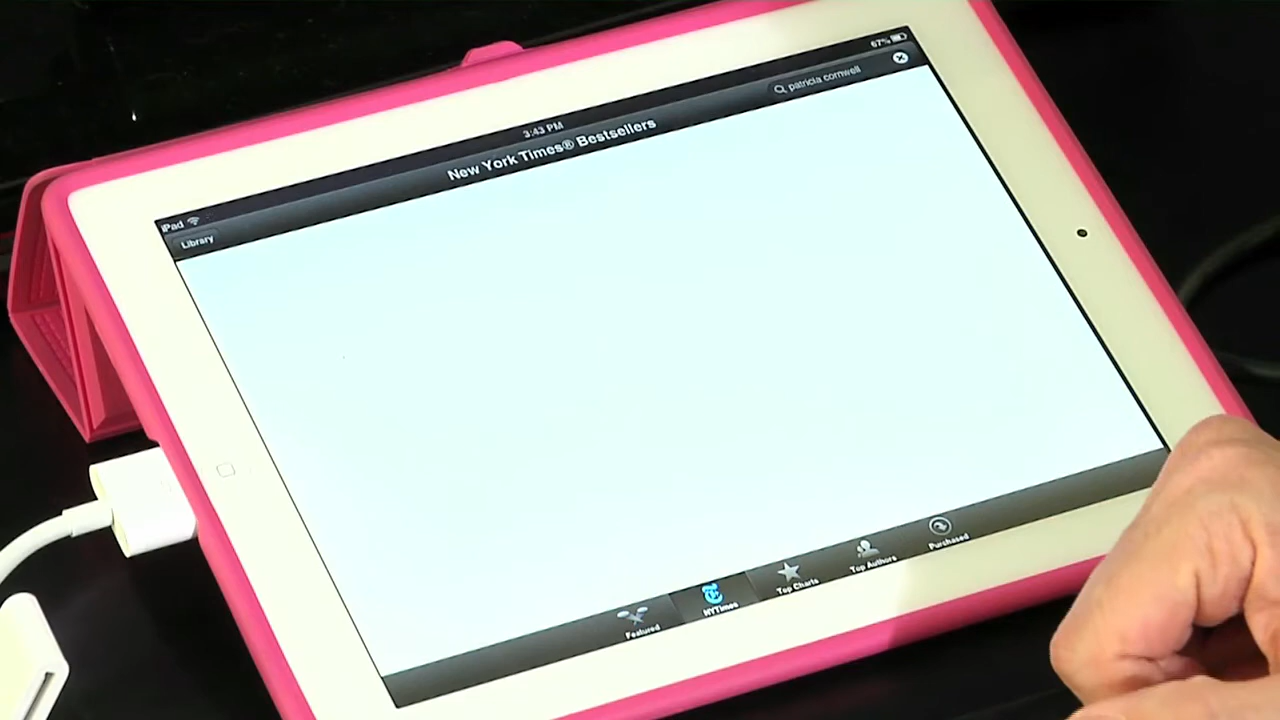 iPad
3:43 PM
67%
Library
New York Times® Bestsellers
patricia cornwell
Featured
NYTimes
Top Charts
Top Authors
Purchased